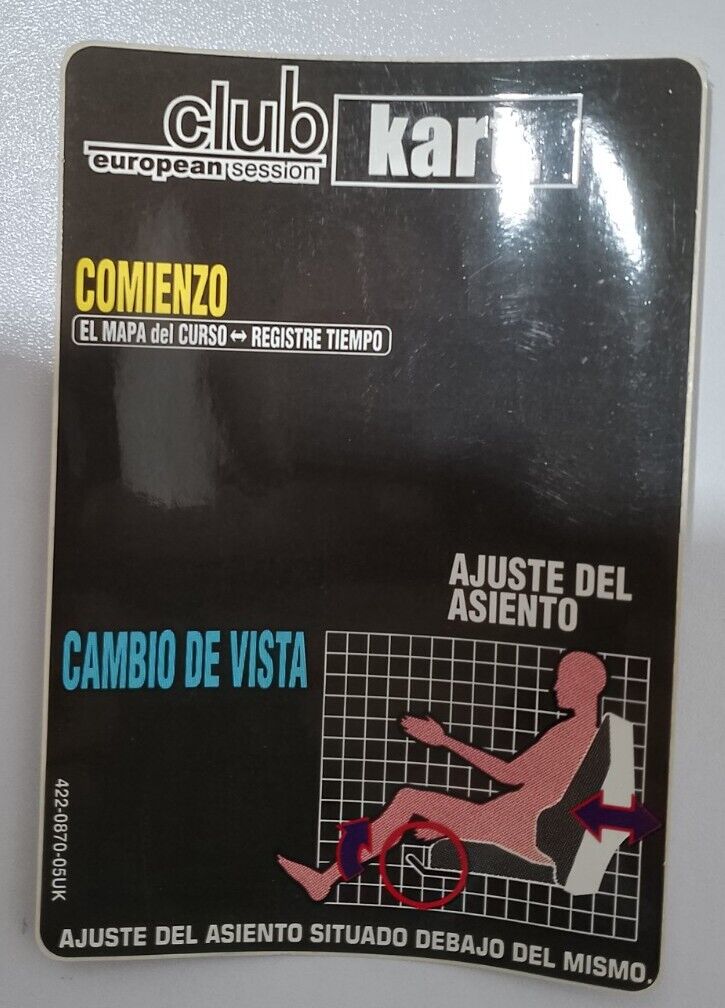 club
european session
kart
COMIENZO
EL MAPA del CURSO ↔ REGISTRE TIEMPO
AJUSTE DEL
ASIENTO
CAMBIO DE VISTA
422-0870-05UK
AJUSTE DEL ASIENTO SITUADO DEBAJO DEL MISMO.